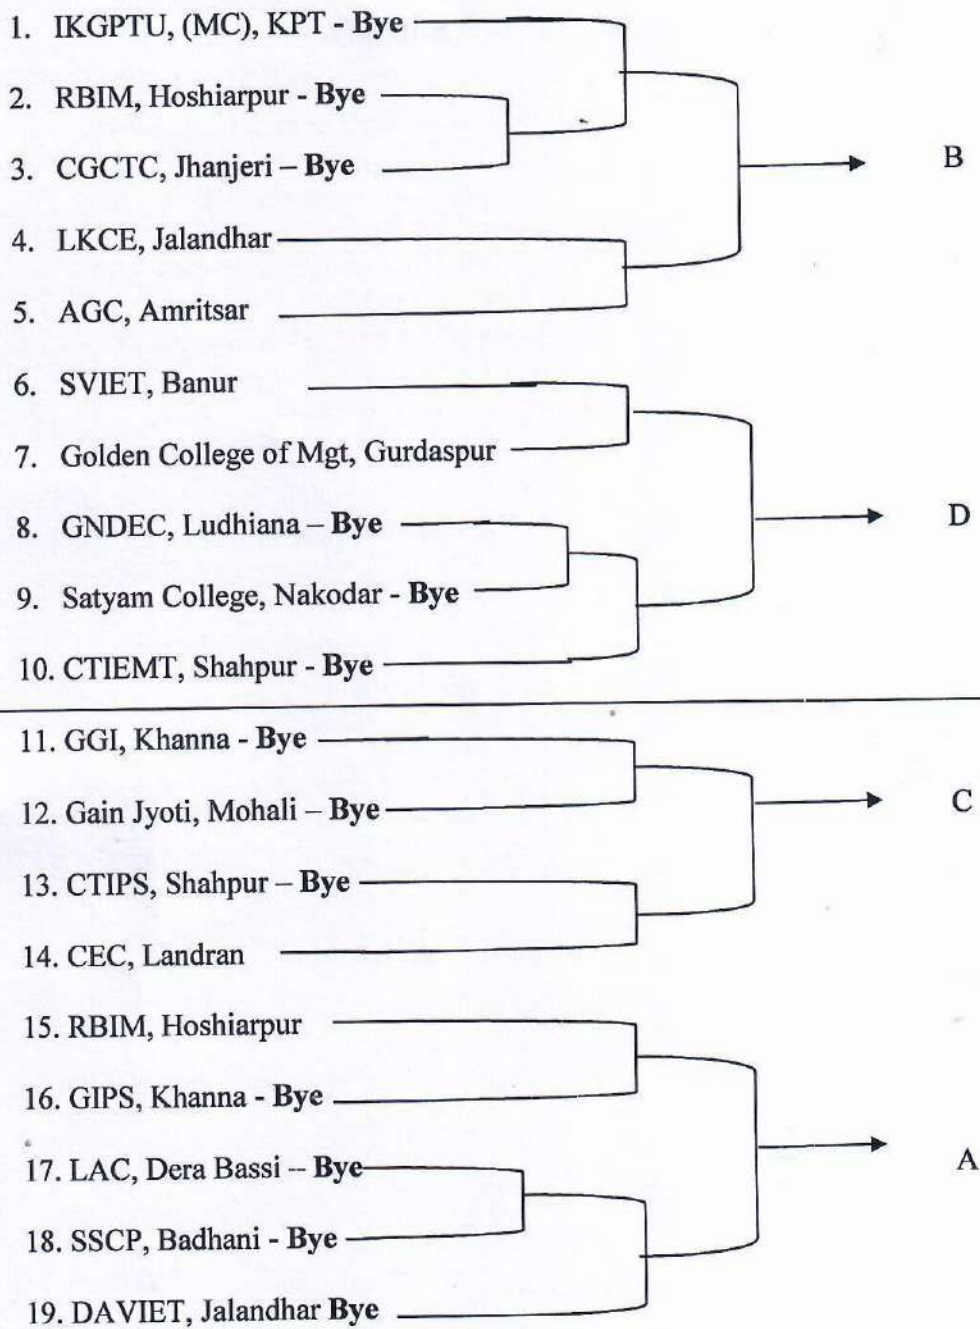 1. IKGPTU, (MC), KPT - Bye
2. RBIM, Hoshiarpur - Bye
3. CGCTC, Jhanjeri – Bye
B
4. LKCE, Jalandhar
5. AGC, Amritsar
6. SVIET, Banur
7. Golden College of Mgt, Gurdaspur
8. GNDEC, Ludhiana – Bye
D
9. Satyam College, Nakodar - Bye
10. CTIEMT, Shahpur - Bye
11. GGI, Khanna - Bye
12. Gain Jyoti, Mohali – Bye
C
13. CTIPS, Shahpur – Bye
14. CEC, Landran
15. RBIM, Hoshiarpur
16. GIPS, Khanna - Bye
17. LAC, Dera Bassi – Bye
A
18. SSCP, Badhani - Bye
19. DAVIET, Jalandhar Bye